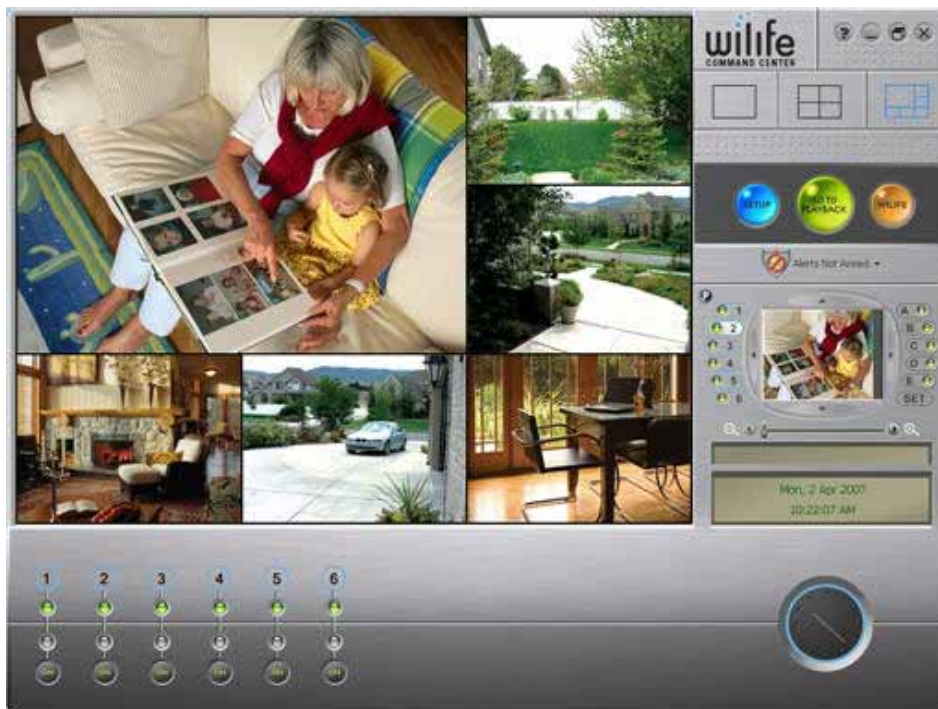 wilife
COMMAND CENTER
?
SETUP
GO TO
PLAYBACK
WILIFE
Alerts Not Armed
1 A
2 B
3 C
4 D
5 E
6 SET
Mon, 2 Apr 2007
10:22:07 AM
1 2 3 4 5 6